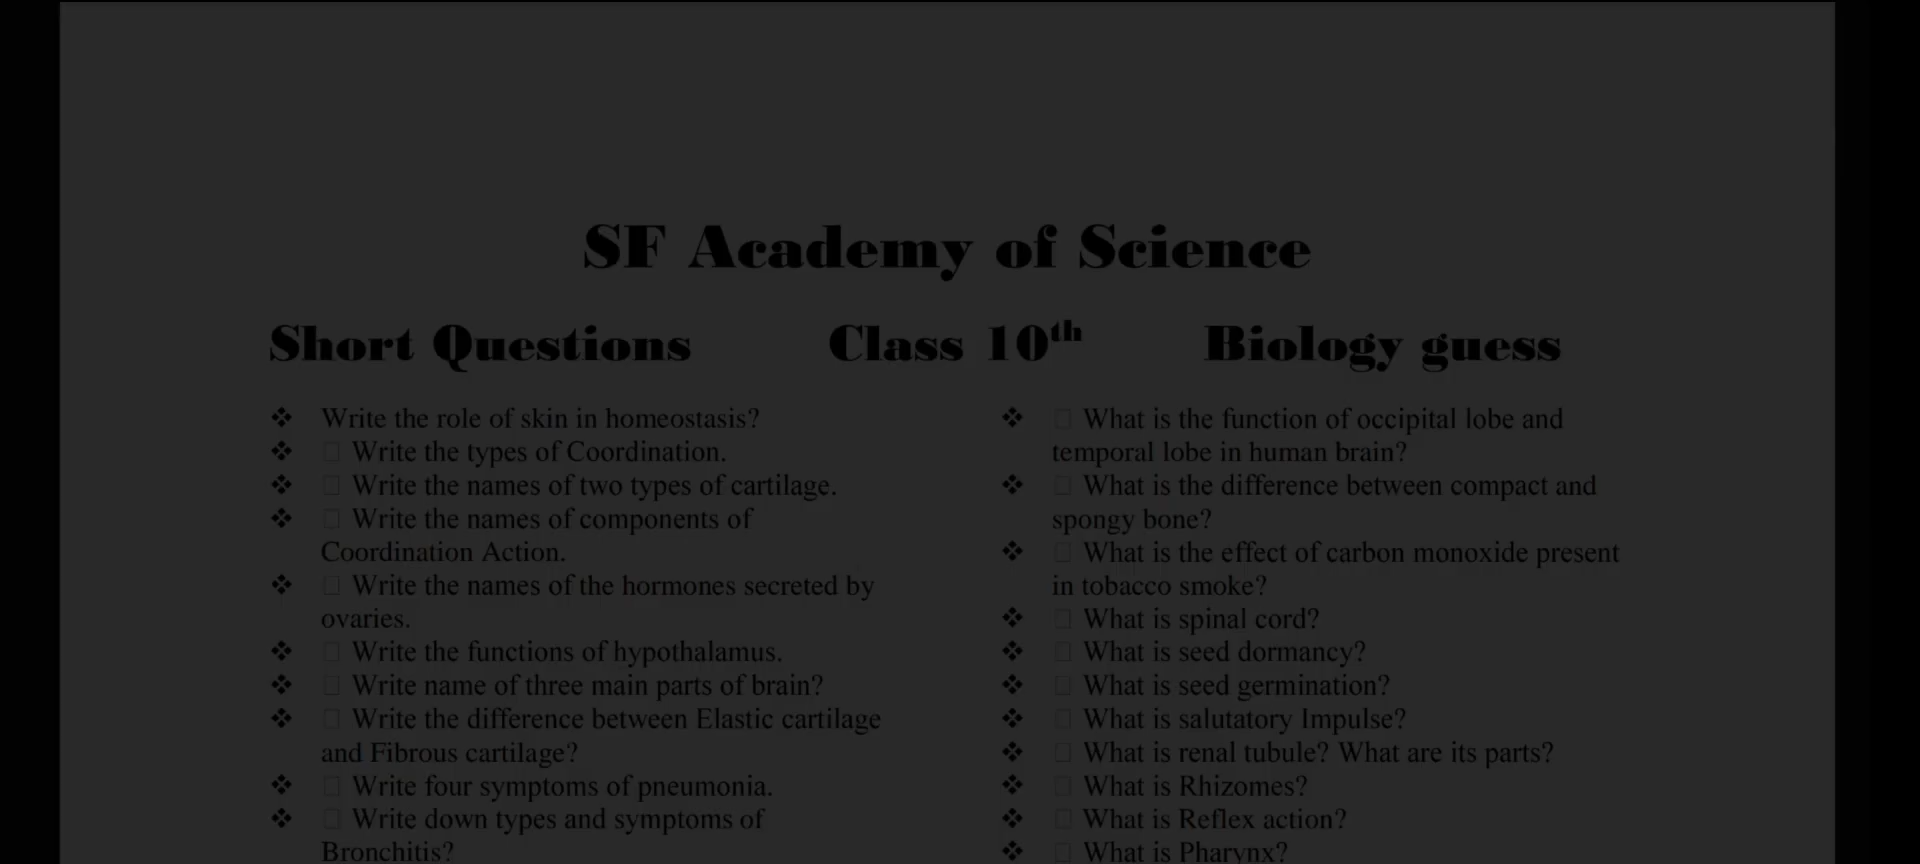 SF Academy of Science
Short Questions Class 10th Biology guess
❖ Write the role of skin in homeostasis?
❖ □ Write the types of Coordination.
❖ □ Write the names of two types of cartilage.
❖ □ Write the names of components of
Coordination Action.
❖ □ Write the names of the hormones secreted by
ovaries.
❖ □ Write the functions of hypothalamus.
❖ □ Write name of three main parts of brain?
❖ □ Write the difference between Elastic cartilage
and Fibrous cartilage?
❖ □ Write four symptoms of pneumonia.
❖ □ Write down types and symptoms of
Bronchitis?
❖ □ What is the function of occipital lobe and
temporal lobe in human brain?
❖ □ What is the difference between compact and
spongy bone?
❖ □ What is the effect of carbon monoxide present
in tobacco smoke?
❖ □ What is spinal cord?
❖ □ What is seed dormancy?
❖ □ What is seed germination?
❖ □ What is salutatory Impulse?
❖ □ What is renal tubule? What are its parts?
❖ □ What is Rhizomes?
❖ □ What is Reflex action?
❖ □ What is Pharynx?